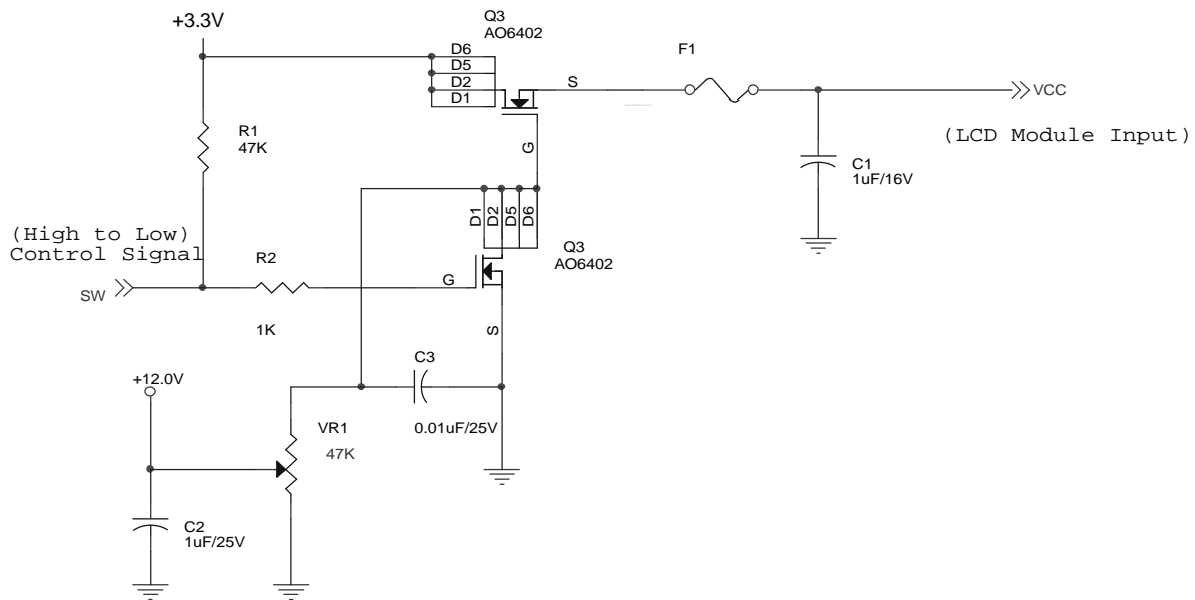 Q3
AO6402
+3.3V
F1
D6
D5
D2
D1
S
VCC
(LCD Module Input)
R1
47K
G
C1
1uF/16V
D1
D2
D5
D6
(High to Low)
Control Signal
Q3
AO6402
R2
G
SW
1K
S
C3
+12.0V
VR1
47K
0.01uF/25V
C2
1uF/25V